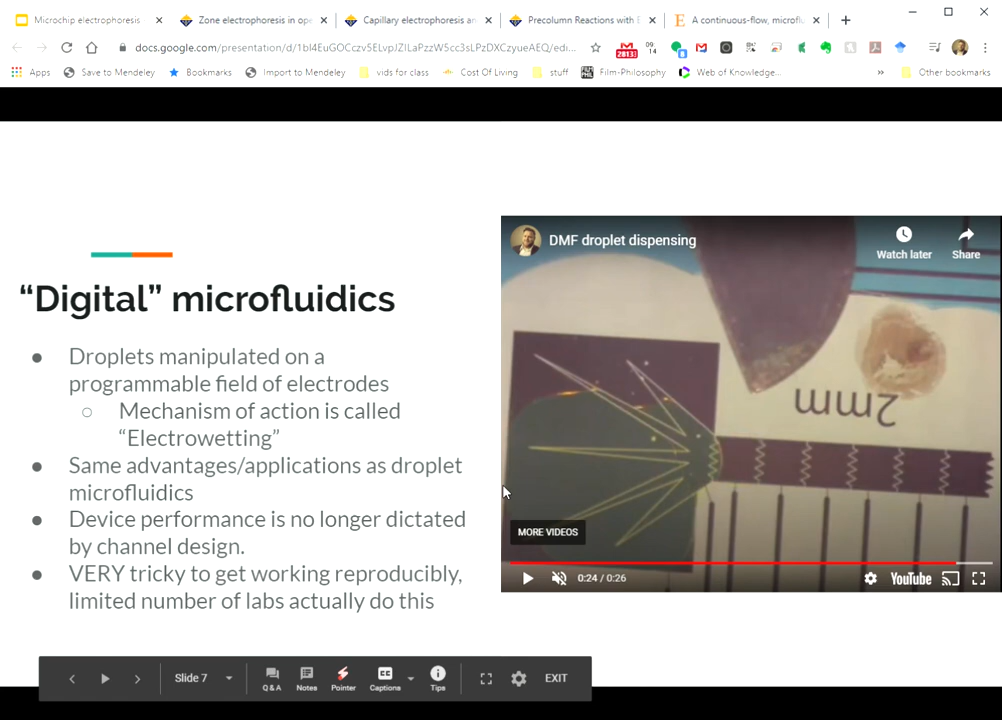 Microchip electrophoresis
Zone electrophoresis in ope
Capillary electrophoresis an
Precolumn Reactions with E
A continuous-flow, microflu
docs.google.com/presentation/d/1bl4EuGOCczv5ELvpJZILaPzzW5cc3sLPzDXCzyueAEQ/edi...
Apps
Save to Mendeley
Bookmarks
Import to Mendeley
vids for class
Cost Of Living
stuff
Film-Philosophy
Web of Knowledge...
Other bookmarks
DMF droplet dispensing
Watch later
Share
“Digital” microfluidics
Droplets manipulated on a
programmable field of electrodes
Mechanism of action is called
“Electrowetting”
Same advantages/applications as droplet
microfluidics
Device performance is no longer dictated
by channel design.
VERY tricky to get working reproducibly,
limited number of labs actually do this
2mm
MORE VIDEOS
0:24 / 0:26
YouTube
Slide 7
Q & A
Notes
Pointer
CC
Captions
Tips
EXIT